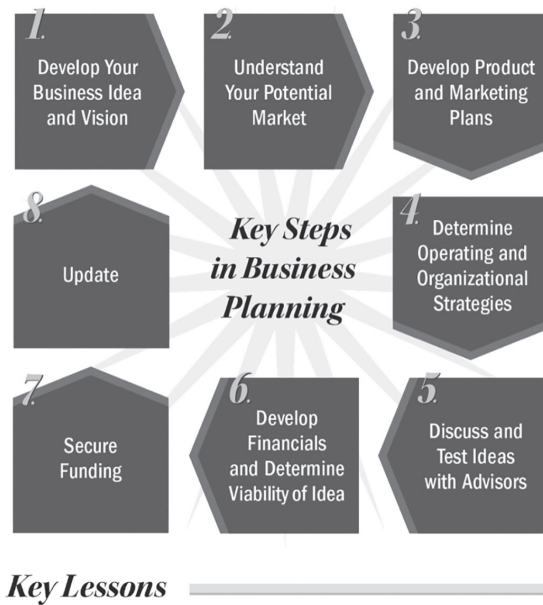 1.
Develop Your
Business Idea
and Vision
2.
Understand
Your Potential
Market
3.
Develop Product
and Marketing
Plans
8.
Update
Key Steps
in Business
Planning
4.
Determine
Operating and
Organizational
Strategies
7.
Secure
Funding
6.
Develop
Financials
and Determine
Viability of Idea
5.
Discuss and
Test Ideas
with Advisors
Key Lessons